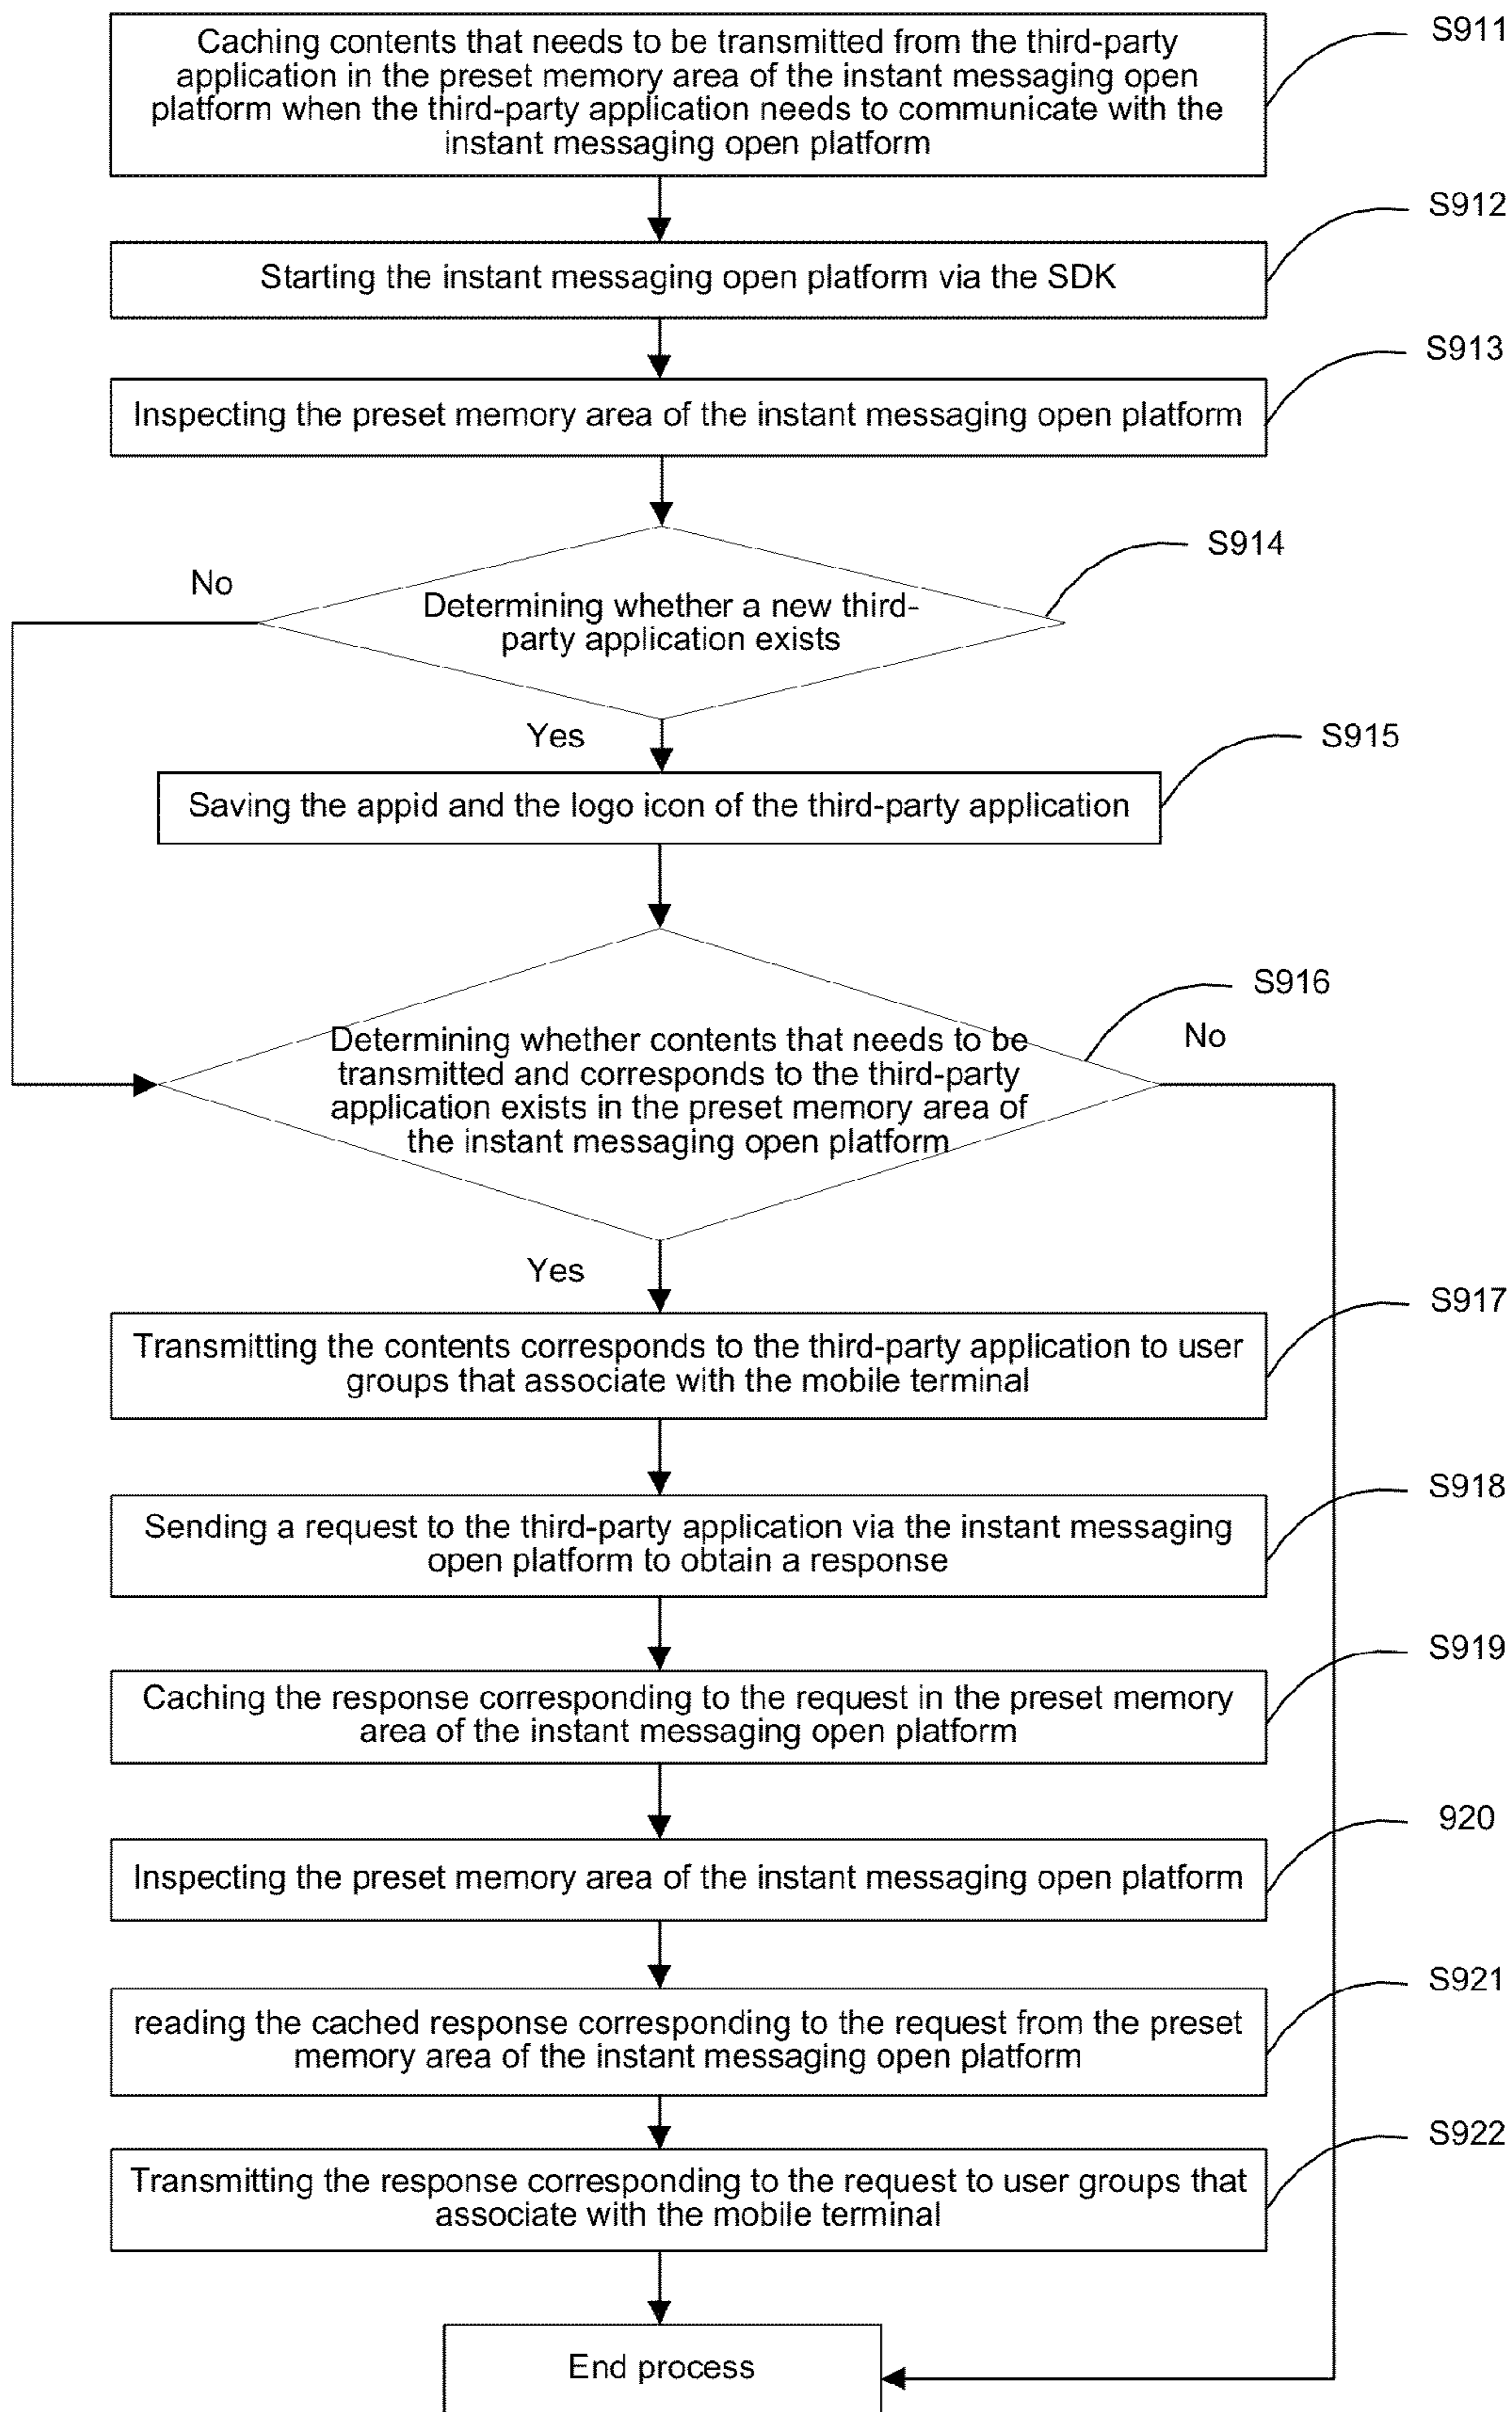 Caching contents that needs to be transmitted from the third-party
application in the preset memory area of the instant messaging open
platform when the third-party application needs to communicate with the
instant messaging open platform
S911
Starting the instant messaging open platform via the SDK
S912
Inspecting the preset memory area of the instant messaging open platform
S913
Determining whether a new third-
party application exists
S914
No
Yes
Saving the appid and the logo icon of the third-party application
S915
Determining whether contents that needs to be
transmitted and corresponds to the third-party
application exists in the preset memory area of
the instant messaging open platform
S916
No
Yes
Transmitting the contents corresponds to the third-party application to user
groups that associate with the mobile terminal
S917
Sending a request to the third-party application via the instant messaging
open platform to obtain a response
S918
Caching the response corresponding to the request in the preset memory
area of the instant messaging open platform
S919
Inspecting the preset memory area of the instant messaging open platform
920
reading the cached response corresponding to the request from the preset
memory area of the instant messaging open platform
S921
Transmitting the response corresponding to the request to user groups that
associate with the mobile terminal
S922
End process